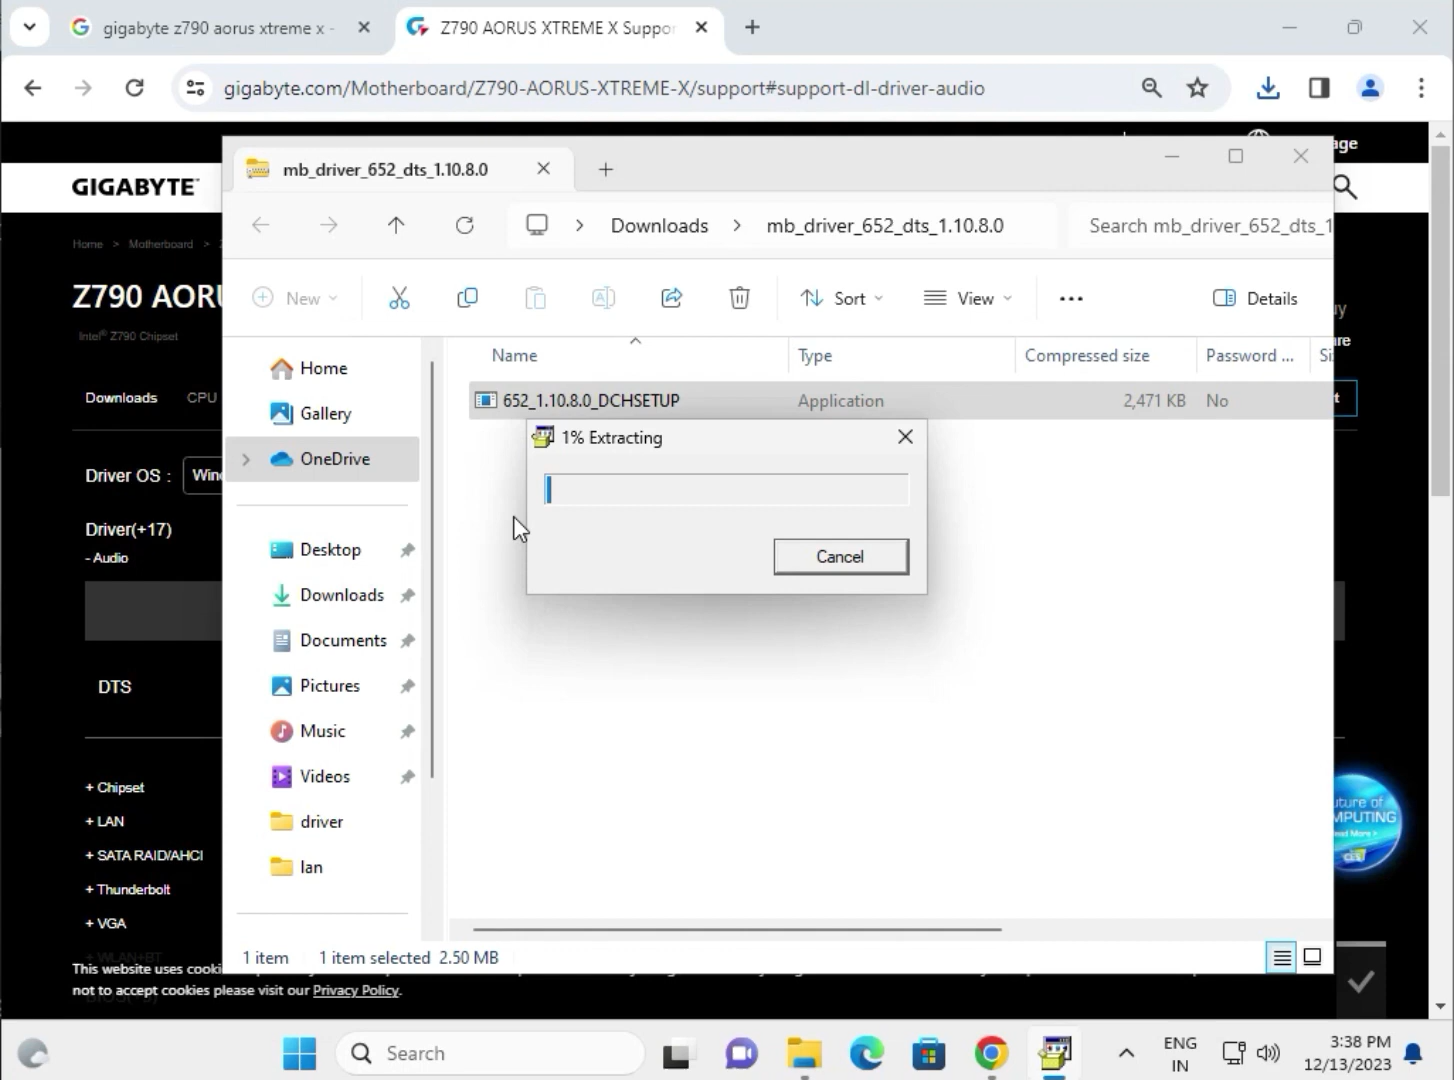 gigabyte z790 aorus xtreme x -
Z790 AORUS XTREME X Suppo
gigabyte.com/Motherboard/Z790-AORUS-XTREME-X/support#support-dl-driver-audio
age
GIGABYTE
mb_driver_652_dts_1.10.8.0
Downloads > mb_driver_652_dts_1.10.8.0
Search mb_driver_652_dts_1
Home > Motherboard >
Z790 AORU
Intel® Z790 Chipset
New
Sort
View
Details
Name
Type
Compressed size
Password ...
Si
652_1.10.8.0_DCHSETUP
Application
2,471 KB
No
Home
Gallery
OneDrive
Desktop
Downloads
Documents
Pictures
Music
Videos
driver
lan
1% Extracting
Cancel
Downloads
CPU
Driver OS :
Win
Driver(+17)
- Audio
DTS
+ Chipset
+ LAN
+ SATA RAID/AHCI
+ Thunderbolt
+ VGA
+ WLAN+BT
1 item
1 item selected 2.50 MB
This website uses cooki
not to accept cookies please visit our Privacy Policy.
Search
ENG
IN
3:38 PM
12/13/2023